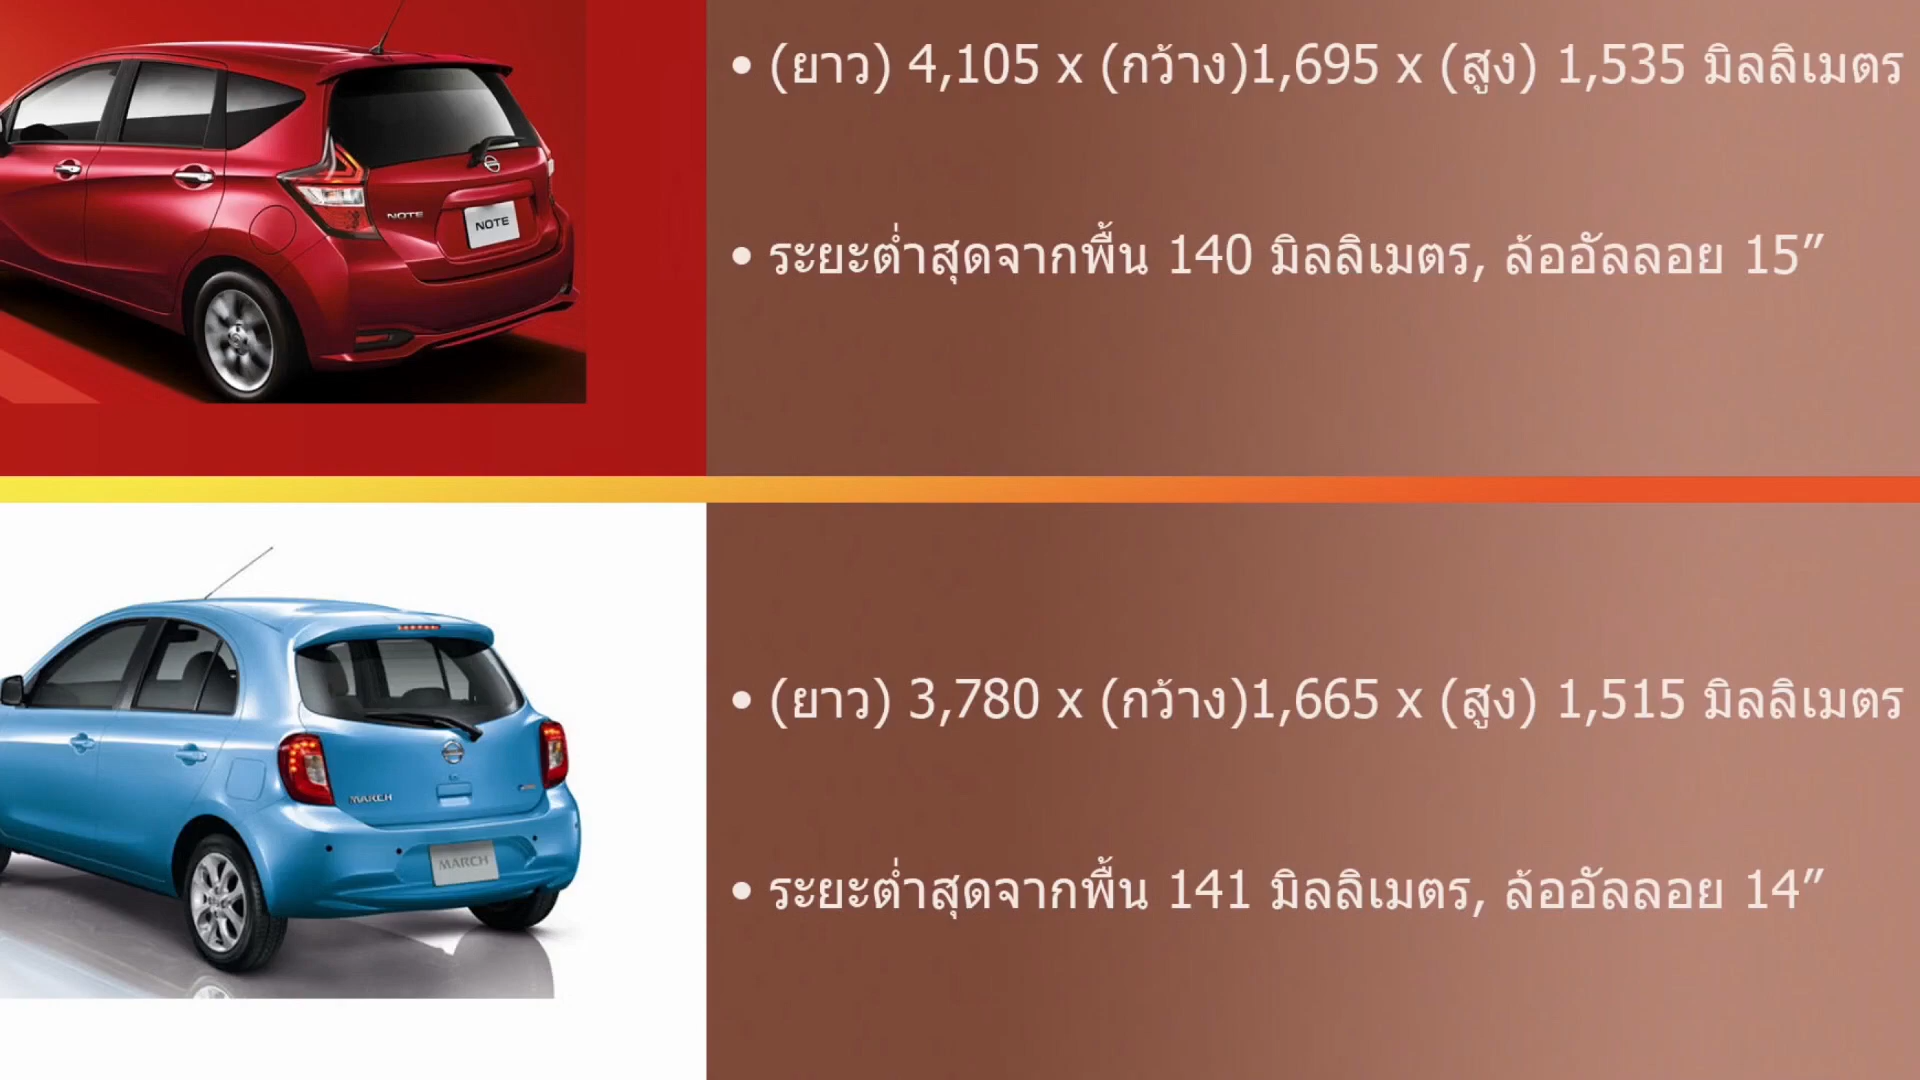 • (ยาว) 4,105 x (กว้าง)1,695 x (สูง) 1,535 มิลลิเมตร
• ระยะต่ำสุดจากพื้น 140 มิลลิเมตร, ล้ออัลลอย 15”
NOTE
NOTE
• (ยาว) 3,780 x (กว้าง)1,665 x (สูง) 1,515 มิลลิเมตร
• ระยะต่ำสุดจากพื้น 141 มิลลิเมตร, ล้ออัลลอย 14”
MARCH
MARCH